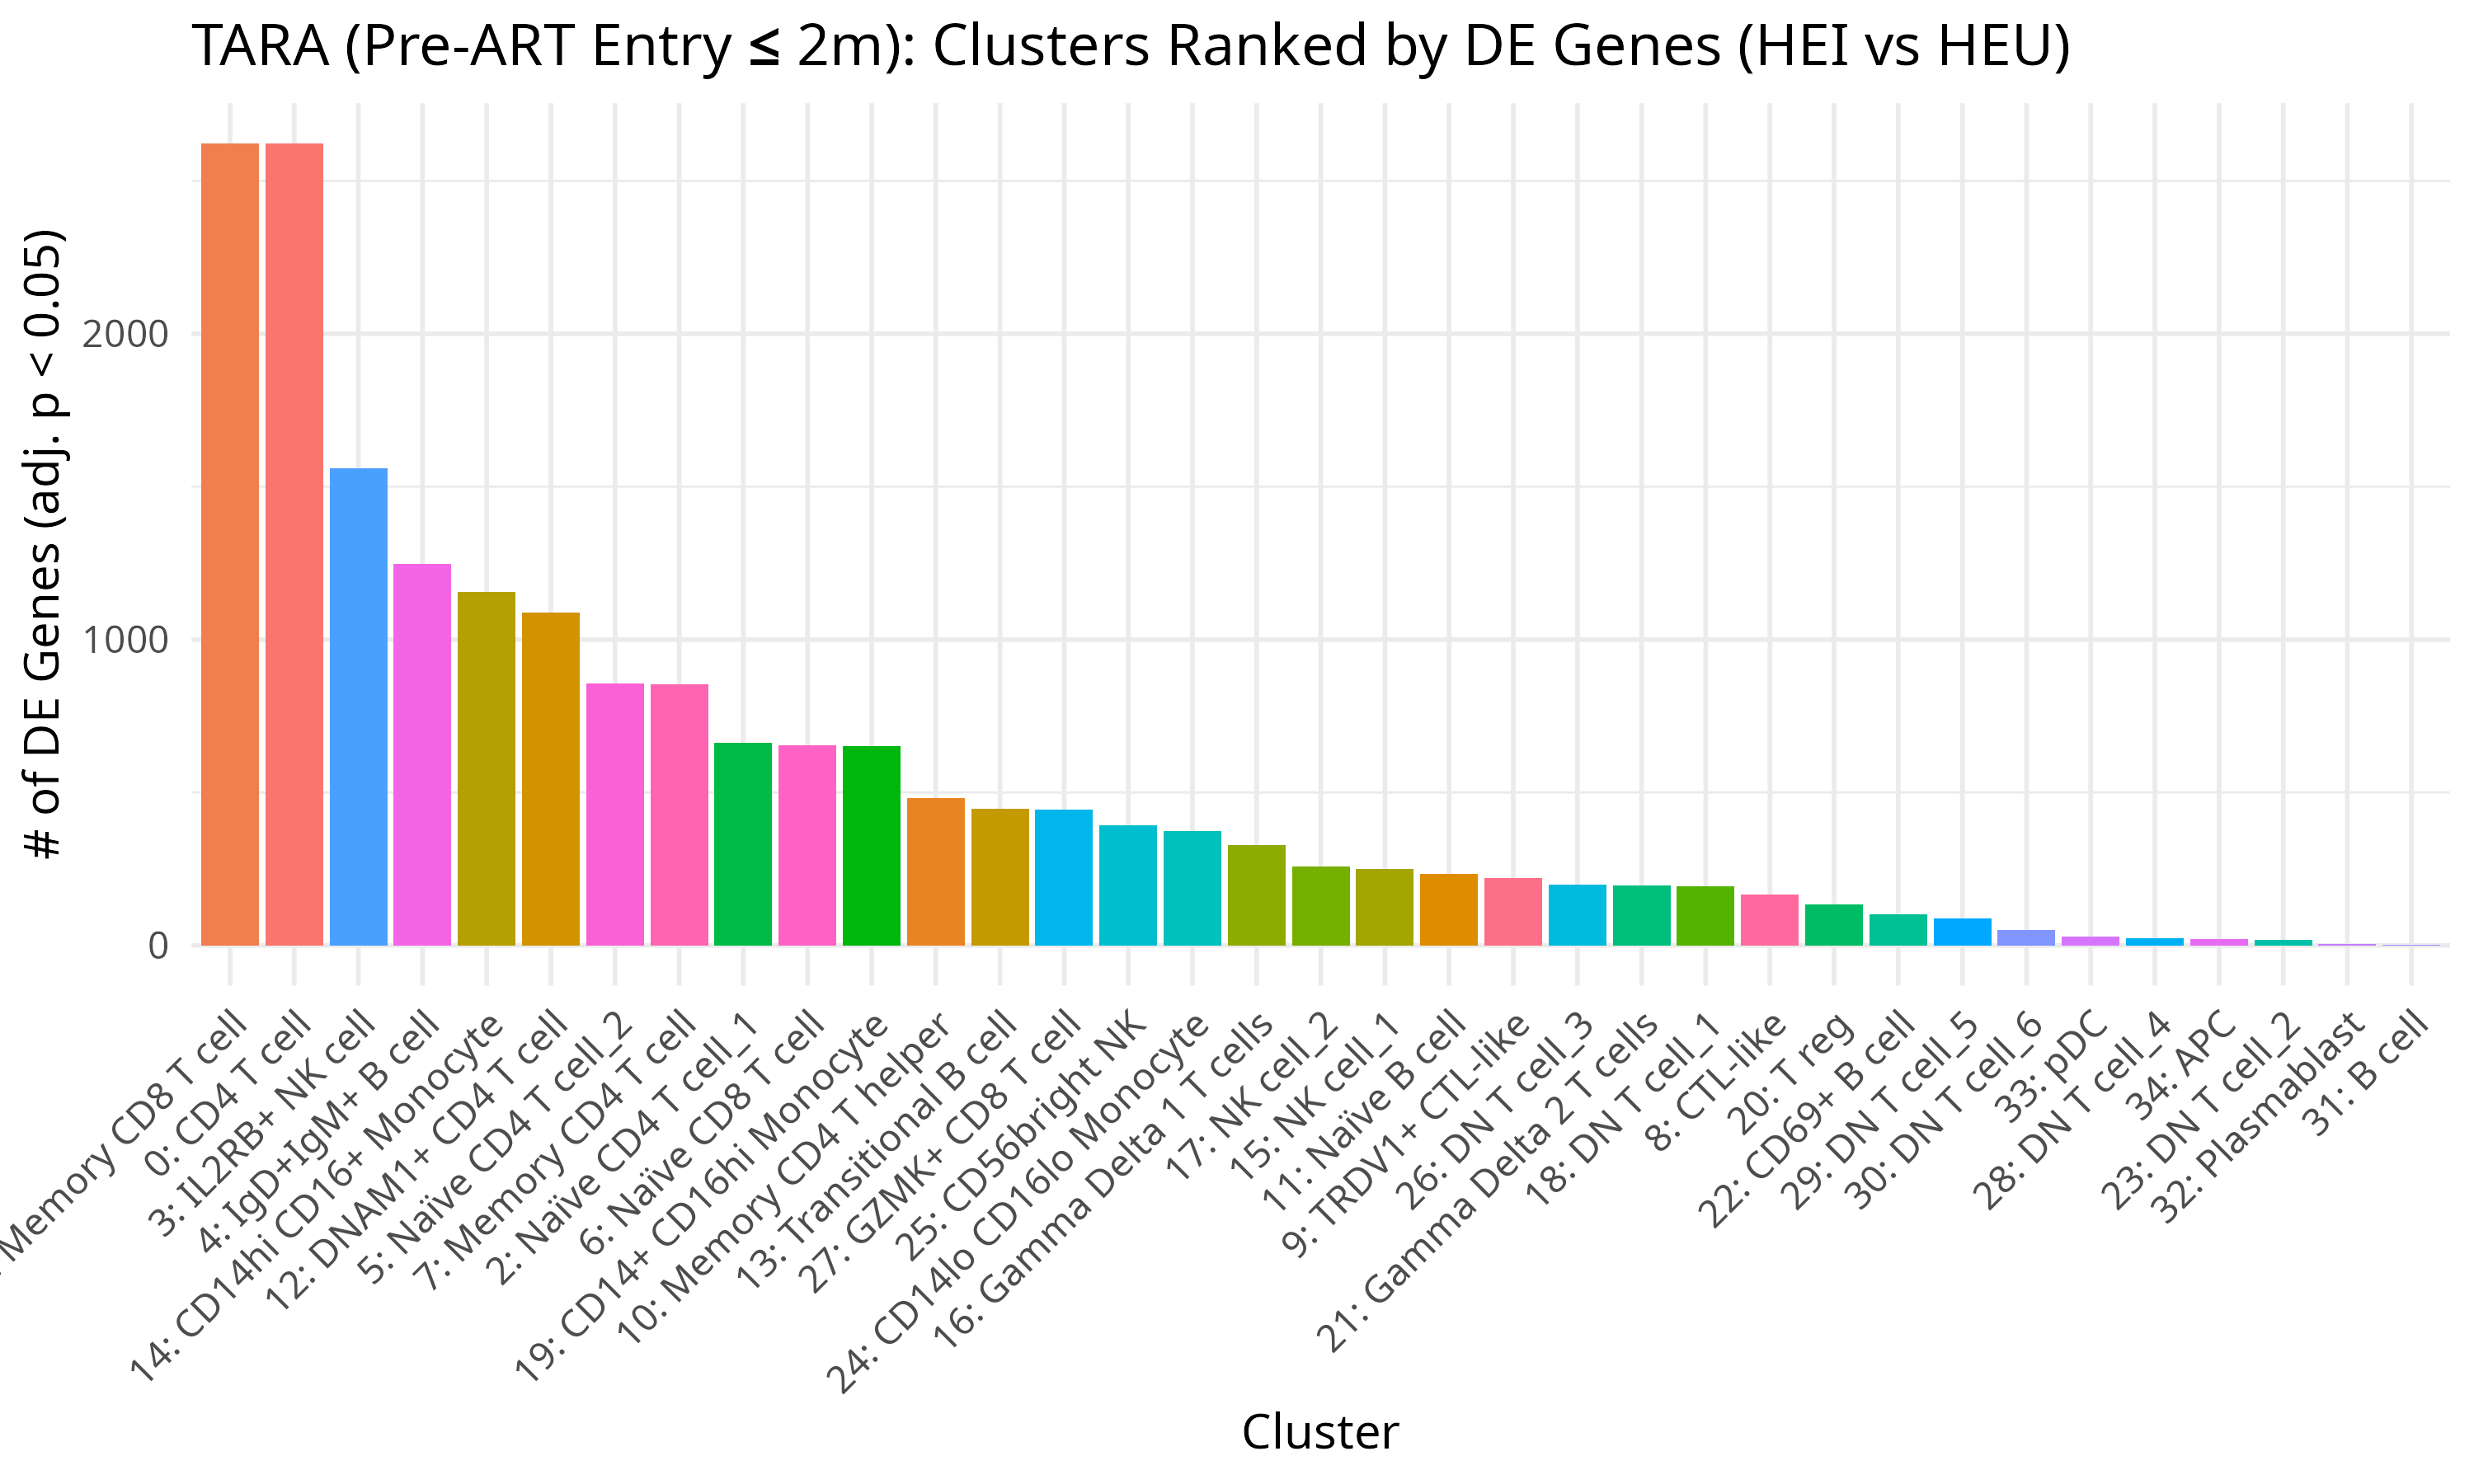 TARA (Pre-ART Entry ≤ 2m): Clusters Ranked by DE Genes (HEI vs HEU)
# of DE Genes (adj. p < 0.05)
2000
1000
0
Memory CD8 T cell
0: CD4 T cell
3: IL2RB+ NK cell
4: IgD+IgM+ B cell
14: CD14hi CD16+ Monocyte
12: DNAM1+ CD4 T cell
5: Naïve CD4 T cell_2
7: Memory CD4 T cell
2: Naïve CD4 T cell_1
6: Naïve CD8 T cell
19: CD14+ CD16hi Monocyte
10: Memory CD4 T helper
13: Transitional B cell
27: GZMK+ CD8 T cell
25: CD56bright NK
24: CD14lo CD16lo Monocyte
16: Gamma Delta 1 T cells
17: NK cell_2
15: NK cell_1
11: Naïve B cell
9: TRDV1+ CTL-like
26: DN T cell_3
21: Gamma Delta 2 T cells
18: DN T cell_1
8: CTL-like
20: T reg
22: CD69+ B cell
29: DN T cell_5
30: DN T cell_6
33: pDC
28: DN T cell_4
34: APC
23: DN T cell_2
32: Plasmablast
31: B cell
Cluster